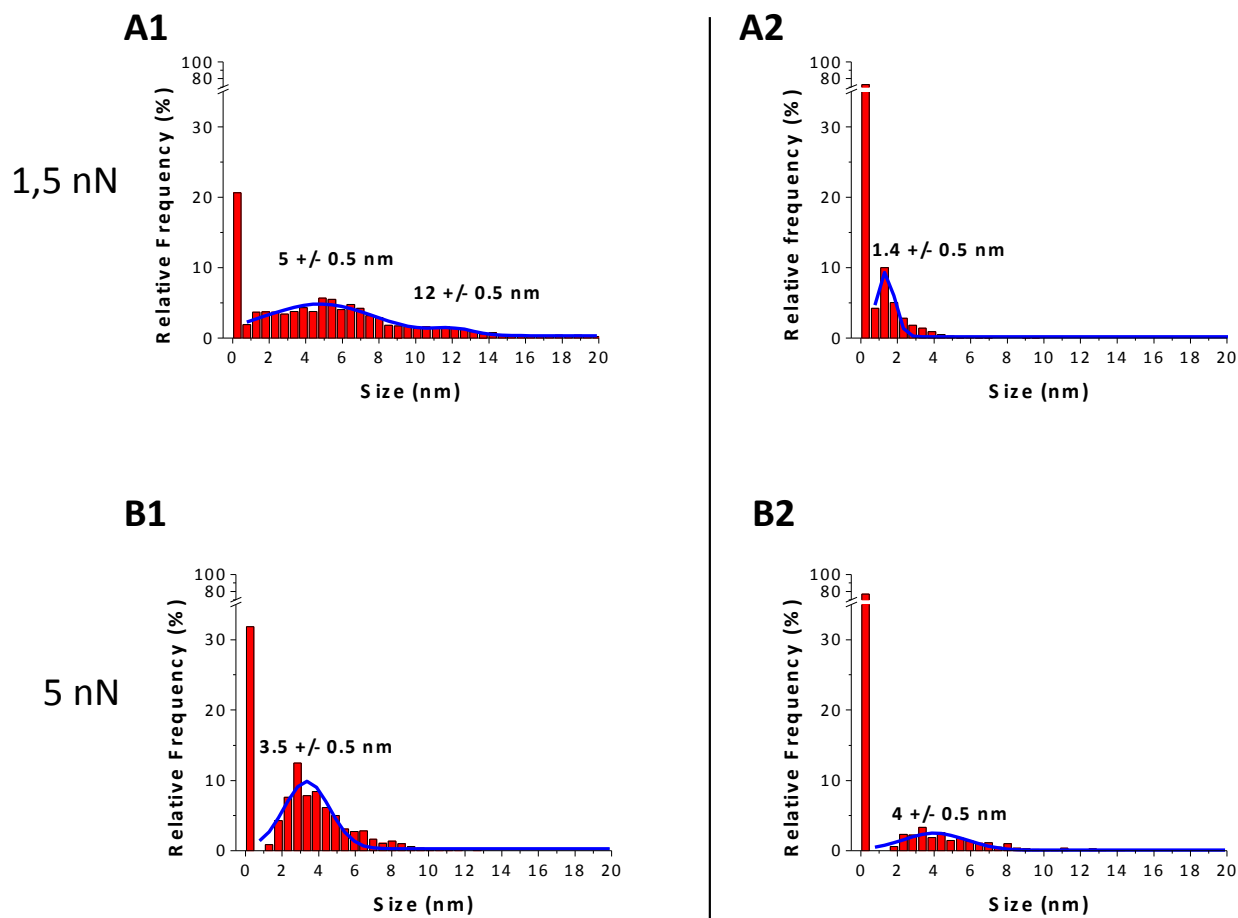 A1
A2
1,5 nN
Relative Frequency (%)
100
80
30
20
10
0
5 +/- 0.5 nm
12 +/- 0.5 nm
0 2 4 6 8 10 12 14 16 18 20
Size (nm)
Relative frequency (%)
100
80
30
20
10
0
1.4 +/- 0.5 nm
0 2 4 6 8 10 12 14 16 18 20
Size (nm)
B1
B2
5 nN
Relative Frequency (%)
100
80
30
20
10
0
3.5 +/- 0.5 nm
0 2 4 6 8 10 12 14 16 18 20
Size (nm)
Relative Frequency (%)
100
80
30
20
10
0
4 +/- 0.5 nm
0 2 4 6 8 10 12 14 16 18 20
Size (nm)